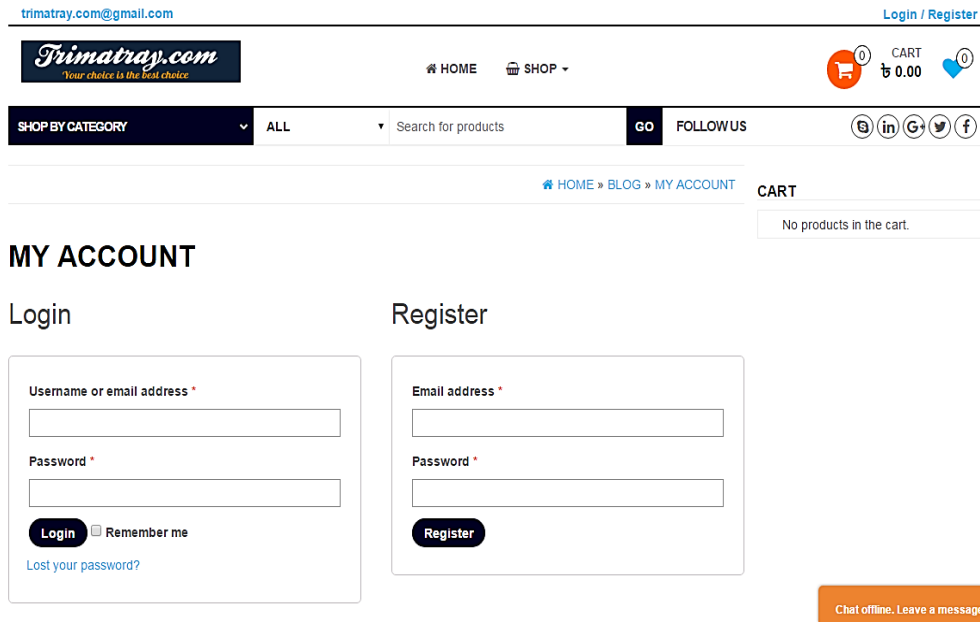 trimatray.com@gmail.com Login / Register
Trimatray.com
Your choice is the best choice
HOME SHOP
0 CART ৳ 0.00 0
SHOP BY CATEGORY ALL Search for products GO FOLLOW US
HOME » BLOG » MY ACCOUNT
CART
No products in the cart.
MY ACCOUNT
Login
Username or email address *
Password *
Login Remember me
Lost your password?
Register
Email address *
Password *
Register
Chat offline. Leave a message